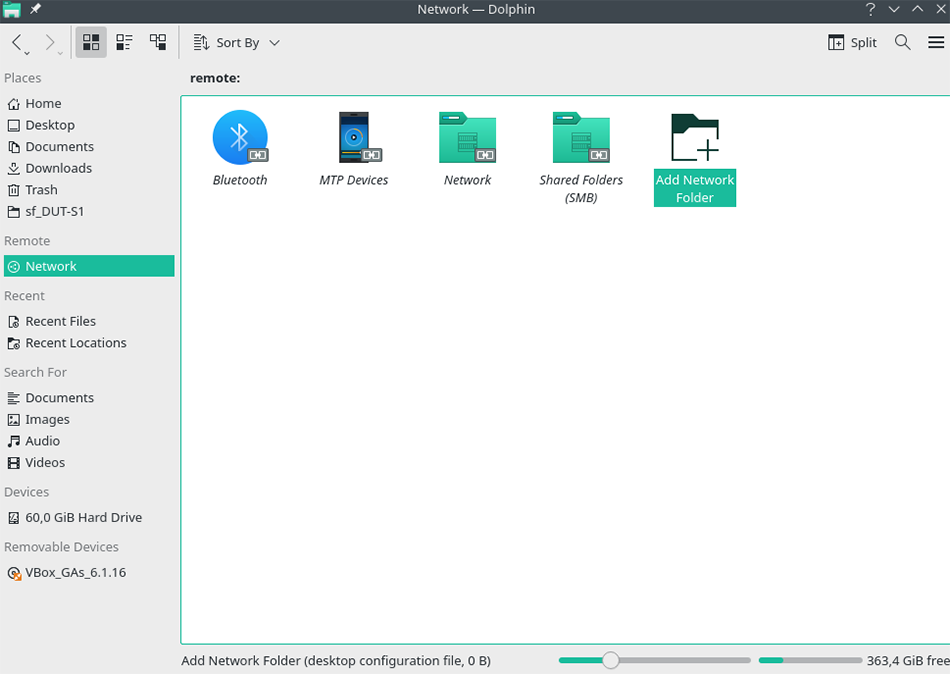 Network — Dolphin
Sort By
Split
Places
Home
Desktop
Documents
Downloads
Trash
sf_DUT-S1
Remote
Network
Recent
Recent Files
Recent Locations
Search For
Documents
Images
Audio
Videos
Devices
60,0 GiB Hard Drive
Removable Devices
VBox_GAs_6.1.16
remote:
Bluetooth
MTP Devices
Network
Shared Folders
(SMB)
Add Network
Folder
Add Network Folder (desktop configuration file, 0 B)
363,4 GiB free